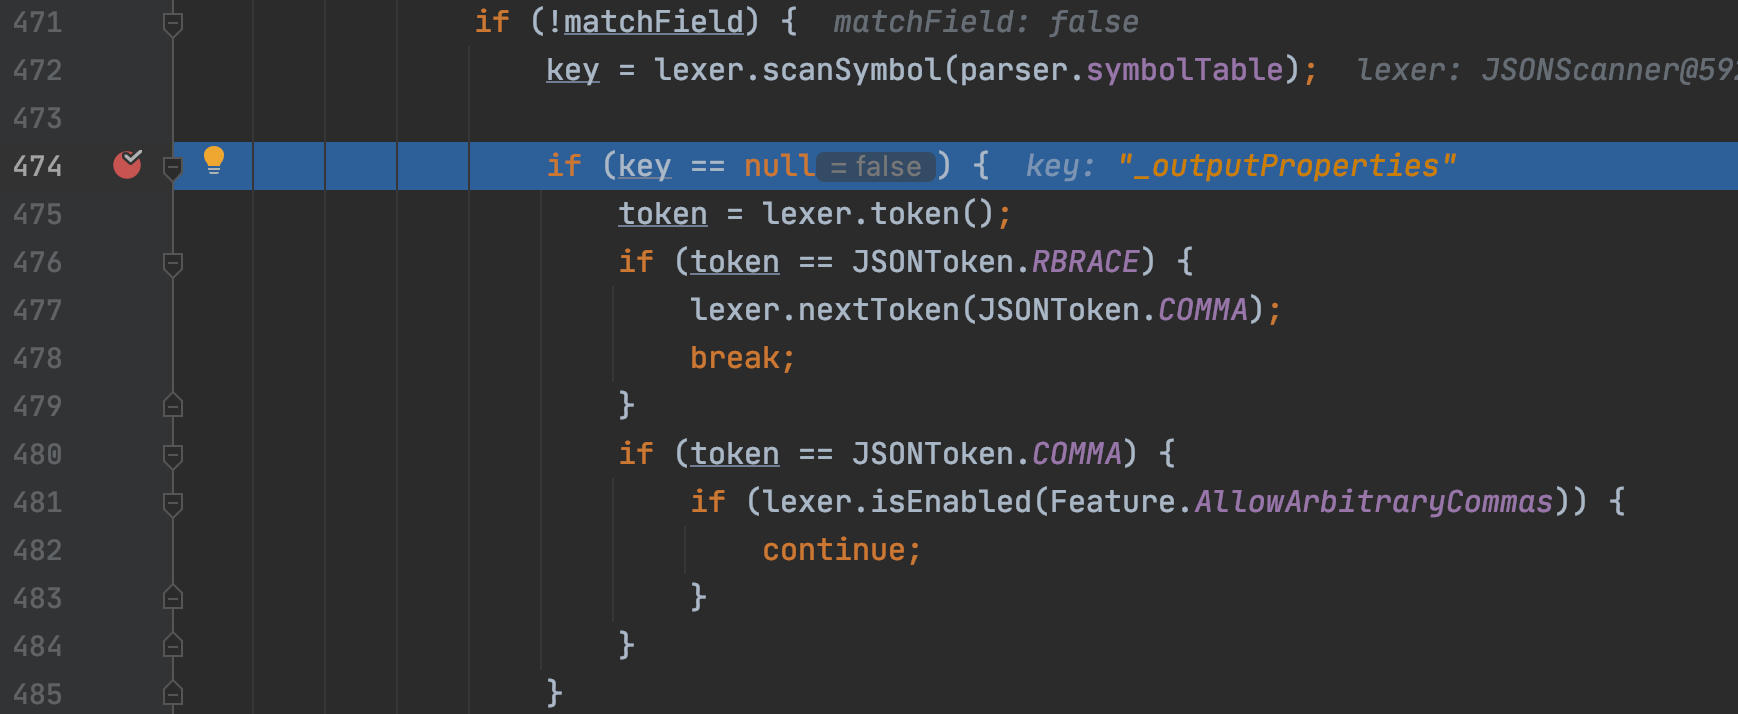 471 if (!matchField) { matchField: false
472 key = lexer.scanSymbol(parser.symbolTable); lexer: JSONScanner@592
473
474 if (key == null = false ) { key: "_outputProperties"
475 token = lexer.token();
476 if (token == JSONToken.RBRACE) {
477 lexer.nextToken(JSONToken.COMMA);
478 break;
479 }
480 if (token == JSONToken.COMMA) {
481 if (lexer.isEnabled(Feature.AllowArbitraryCommas)) {
482 continue;
483 }
484 }
485 }